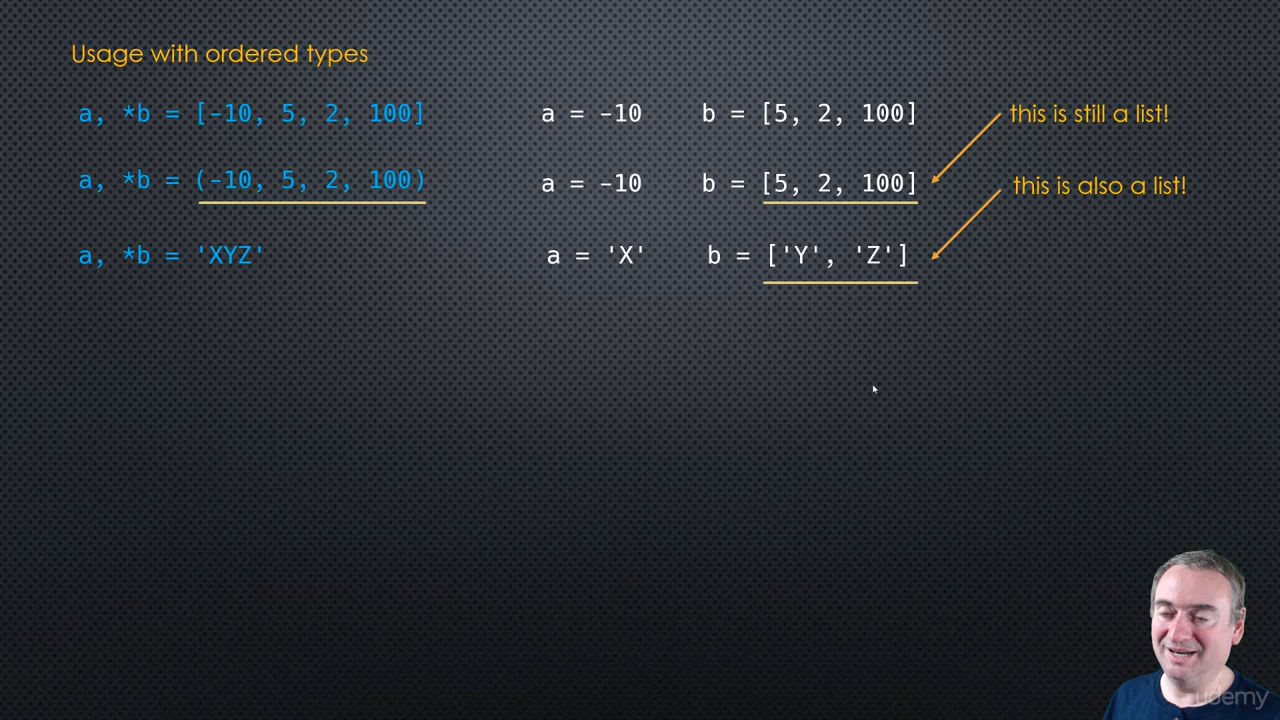 Usage with ordered types
a, *b = [-10, 5, 2, 100] a = -10 b = [5, 2, 100] this is still a list!
a, *b = (-10, 5, 2, 100) a = -10 b = [5, 2, 100] this is also a list!
a, *b = 'XYZ' a = 'X' b = ['Y', 'Z']
udemy